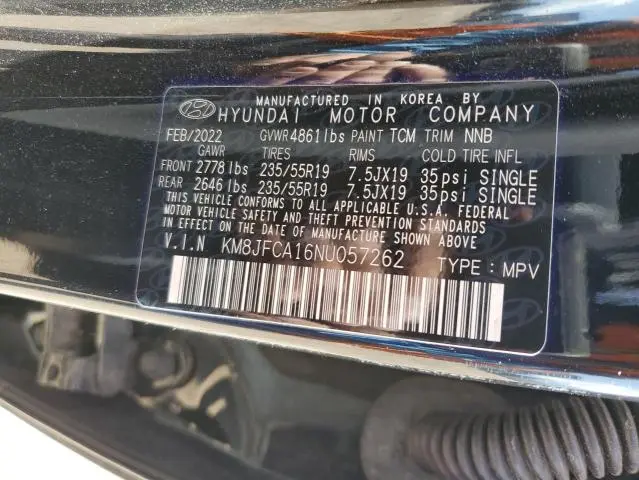 MANUFACTURED IN KOREA BY
HYUNDAI MOTOR COMPANY
FEB/2022 GVWR 4861lbs PAINT TCM TRIM NNB
GAWR TIRES RIMS COLD TIRE INFL
FRONT 2778 lbs 235/55R19 7.5JX19 35psi SINGLE
REAR 2646 lbs 235/55R19 7.5JX19 35psi SINGLE
THIS VEHICLE CONFORMS TO ALL APPLICABLE U.S.A. FEDERAL
MOTOR VEHICLE SAFETY AND THEFT PREVENTION STANDARDS
IN EFFECT ON THE DATE OF MANUFACTURE SHOWN ABOVE.
V.I.N KM8JFCA16NU057262 TYPE : MPV